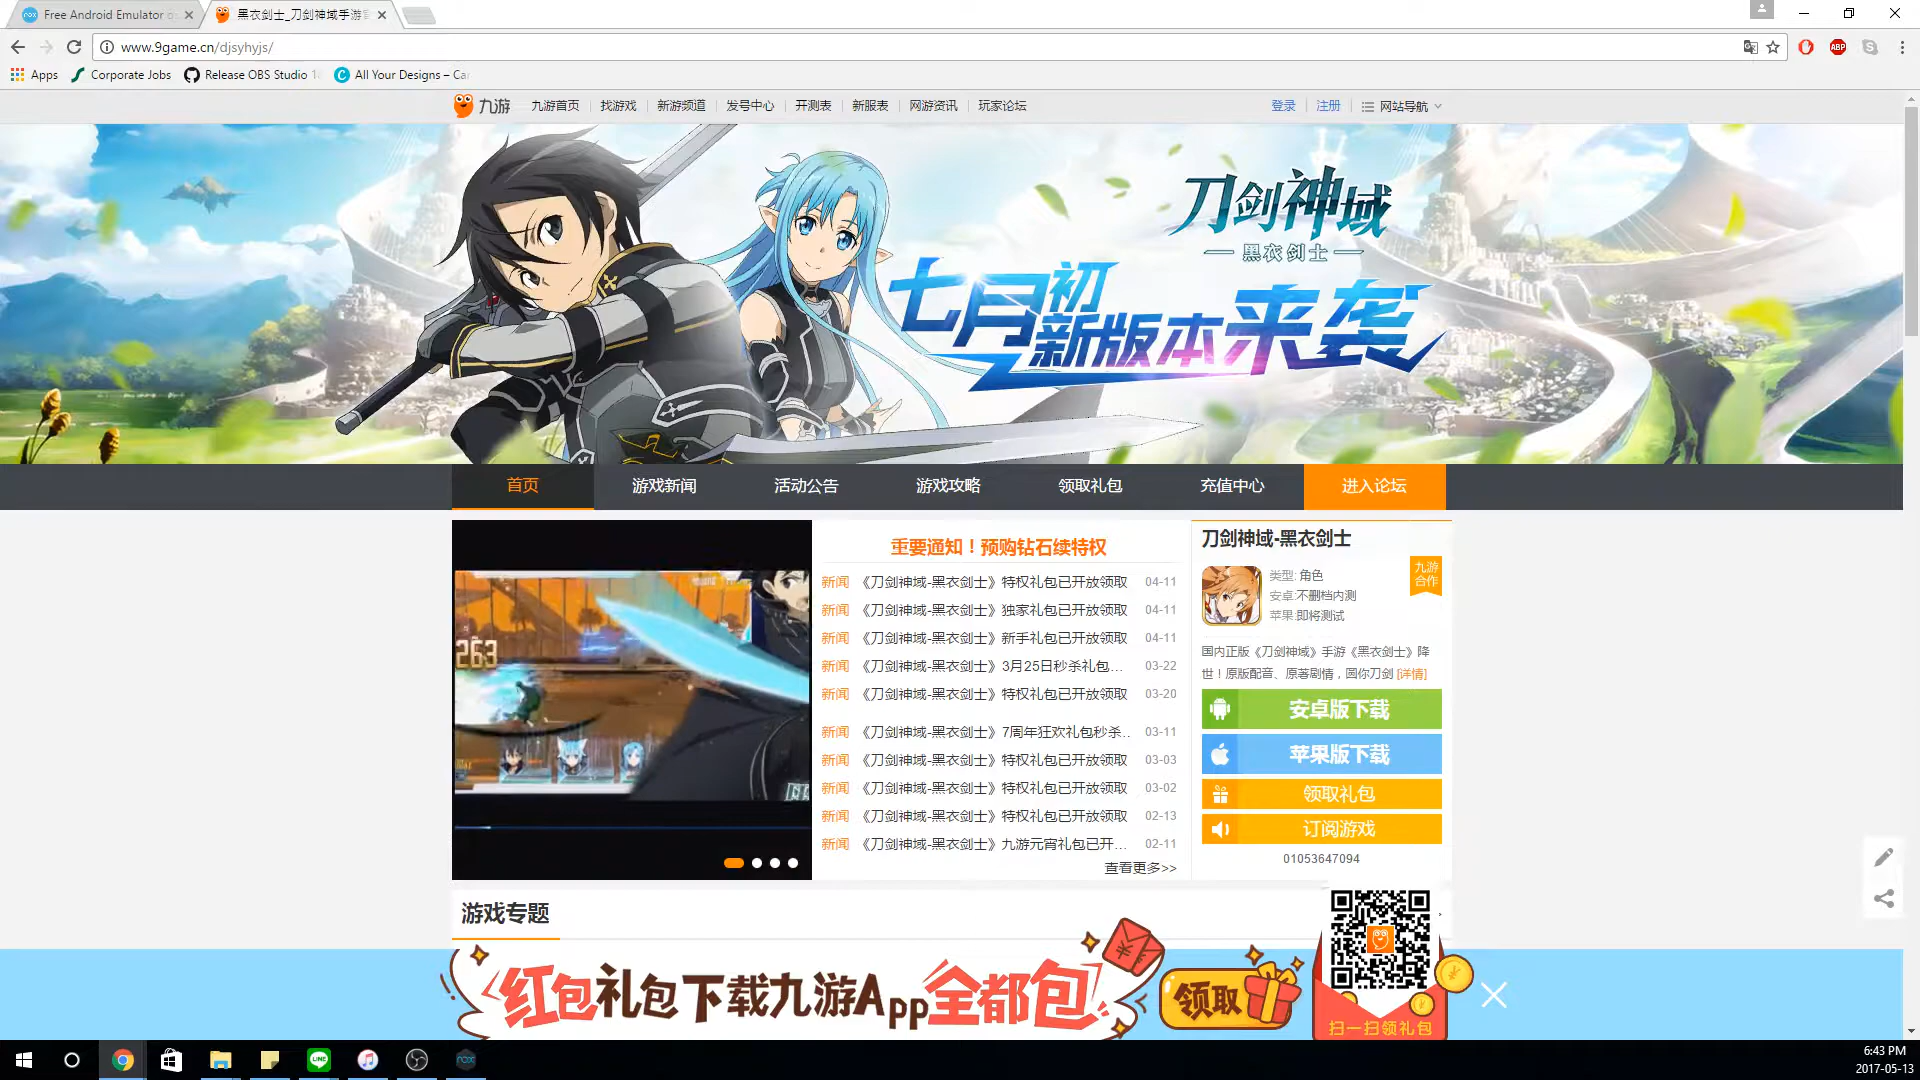 Free Android Emulator
黑衣剑士_刀剑神域手游
www.9game.cn/djsyhyjs/
Apps
Corporate Jobs
Release OBS Studio
All Your Designs – Ca
九游
九游首页
找游戏
新游频道
发号中心
开测表
新服表
网游资讯
玩家论坛
登录
注册
网站导航
刀剑神域
黑衣剑士
七月初
新版本来袭
首页
游戏新闻
活动公告
游戏攻略
领取礼包
充值中心
进入论坛
263
重要通知！预购钻石续特权
新闻 《刀剑神域-黑衣剑士》特权礼包已开放领取 04-11
新闻 《刀剑神域-黑衣剑士》独家礼包已开放领取 04-11
新闻 《刀剑神域-黑衣剑士》新手礼包已开放领取 04-11
新闻 《刀剑神域-黑衣剑士》3月25日秒杀礼包... 03-22
新闻 《刀剑神域-黑衣剑士》特权礼包已开放领取 03-20
新闻 《刀剑神域-黑衣剑士》7周年狂欢礼包秒杀... 03-11
新闻 《刀剑神域-黑衣剑士》特权礼包已开放领取 03-03
新闻 《刀剑神域-黑衣剑士》特权礼包已开放领取 03-02
新闻 《刀剑神域-黑衣剑士》特权礼包已开放领取 02-13
新闻 《刀剑神域-黑衣剑士》九游元宵礼包已开... 02-11
查看更多>>
刀剑神域-黑衣剑士
九游
合作
类型: 角色
安卓:不删档内测
苹果:即将测试
国内正版《刀剑神域》手游《黑衣剑士》降
世！原版配音、原著剧情，圆你刀剑 [详情]
安卓版下载
苹果版下载
领取礼包
订阅游戏
01053647094
游戏专题
红包礼包下载九游App全都包
领取
扫一扫领礼包
ABP
LINE
nox
6:43 PM
2017-05-13